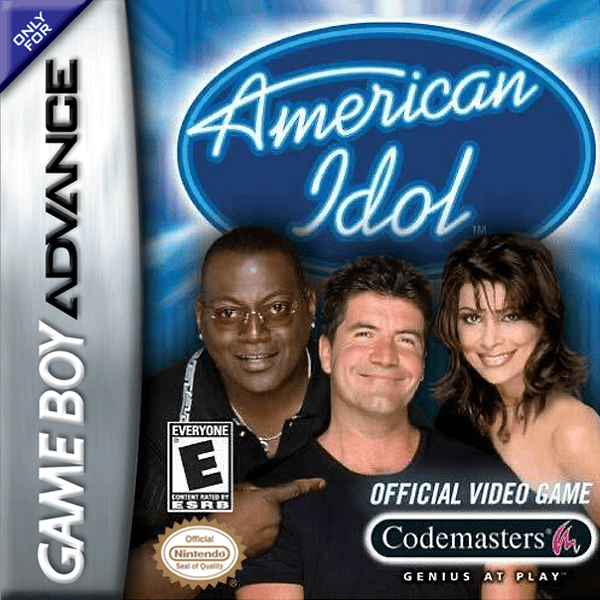 ONLY
FOR
GAME BOY ADVANCE
American
Idol
TM
EVERYONE
E
CONTENT RATED BY
ESRB
Official
Nintendo
Seal of Quality
OFFICIAL VIDEO GAME
Codemasters
GENIUS AT PLAY